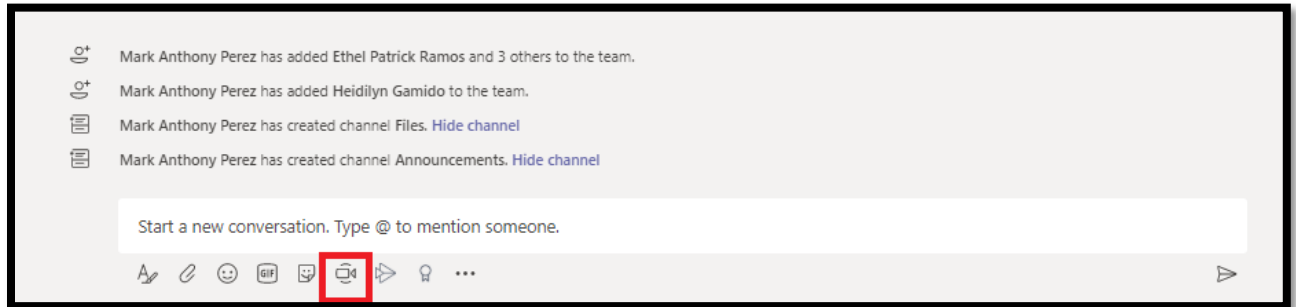 Mark Anthony Perez has added Ethel Patrick Ramos and 3 others to the team.
Mark Anthony Perez has added Heidilyn Gamido to the team.
Mark Anthony Perez has created channel Files. Hide channel
Mark Anthony Perez has created channel Announcements. Hide channel
Start a new conversation. Type @ to mention someone.
GIF